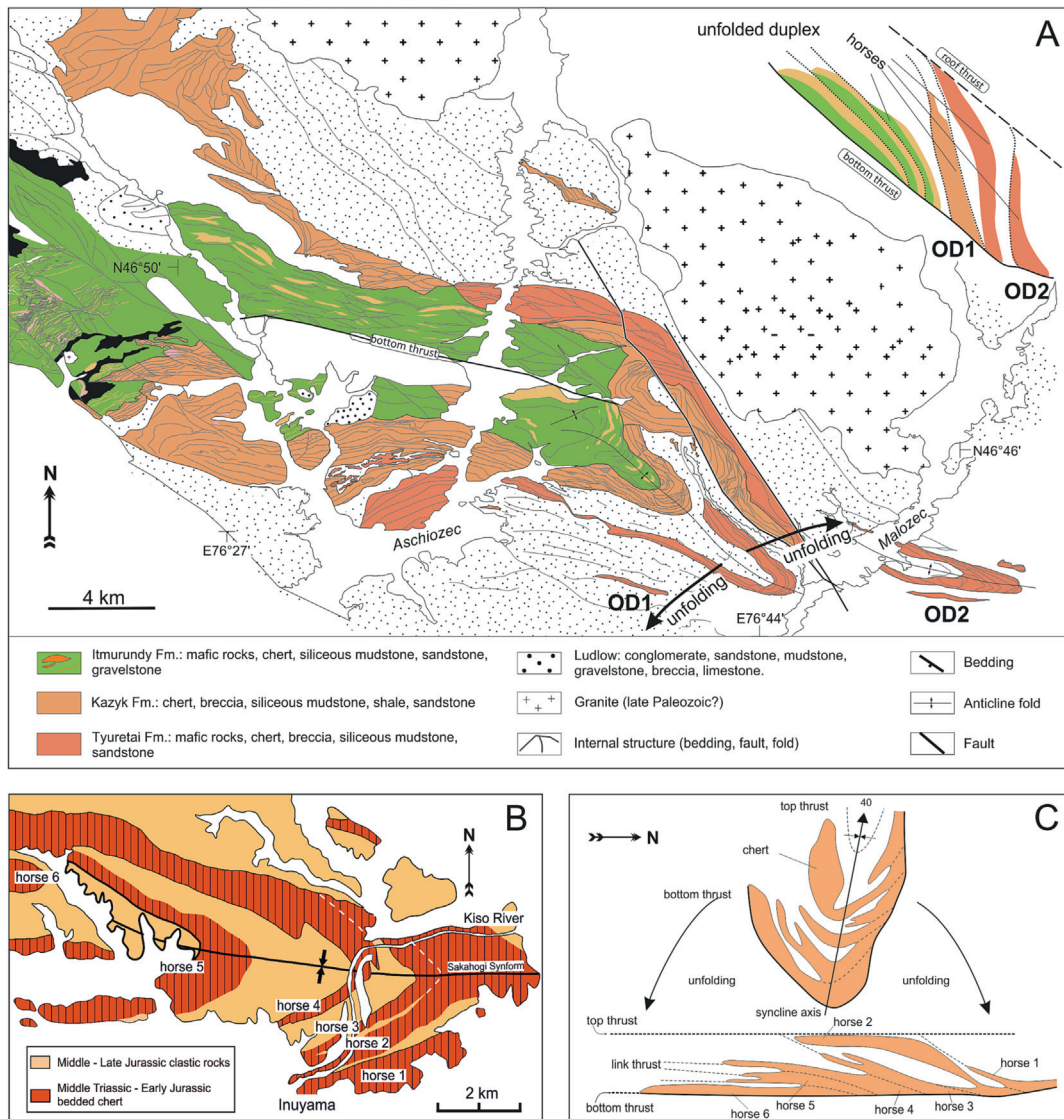 A
unfolded duplex
horses
roof thrust
bottom thrust
OD1
OD2
N46°50'
bottom thrust
N46°46'
N
E76°27'
Aschiozec
Malozec
unfolding
unfolding
OD1
OD2
E76°44'
4 km
Itmurundy Fm.: mafic rocks, chert, siliceous mudstone, sandstone,
gravelstone
Kazyk Fm.: chert, breccia, siliceous mudstone, shale, sandstone
Tyuretai Fm.: mafic rocks, chert, breccia, siliceous mudstone,
sandstone
Ludlow: conglomerate, sandstone, mudstone,
gravelstone, breccia, limestone.
Granite (late Paleozoic?)
Internal structure (bedding, fault, fold)
Bedding
Anticline fold
Fault
B
N
horse 6
Kiso River
horse 5
Sakahogi Synform
horse 4
horse 3
horse 2
horse 1
Middle - Late Jurassic clastic rocks
Middle Triassic - Early Jurassic
bedded chert
Inuyama
2 km
C
N
40
top thrust
chert
bottom thrust
unfolding
unfolding
syncline axis
top thrust
horse 2
link thrust
horse 1
bottom thrust
horse 6
horse 5
horse 4
horse 3